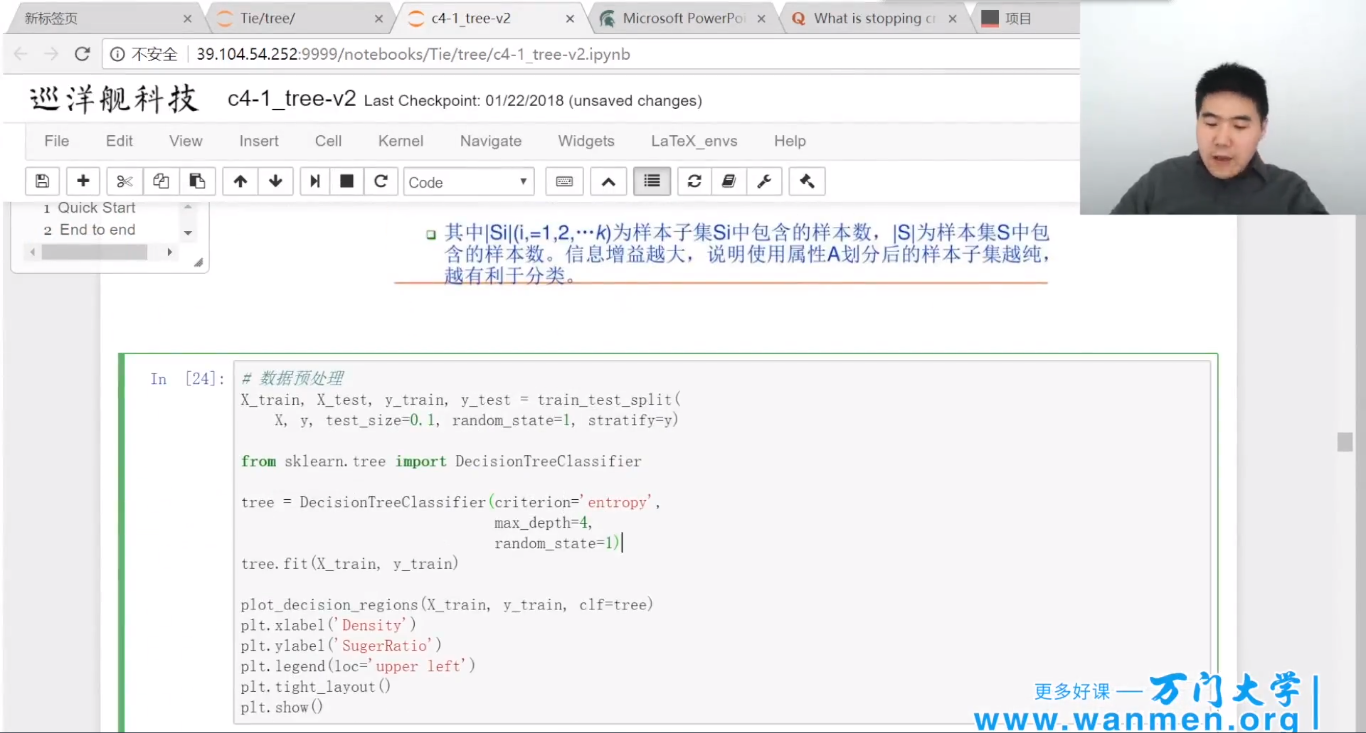 新标签页
Tie/tree/
c4-1_tree-v2
Microsoft PowerPoi
What is stopping cr
项目
不安全 39.104.54.252:9999/notebooks/Tie/tree/c4-1_tree-v2.ipynb
巡洋舰科技 c4-1_tree-v2 Last Checkpoint: 01/22/2018 (unsaved changes)
File Edit View Insert Cell Kernel Navigate Widgets LaTeX_envs Help
Code
1 Quick Start
2 End to end
其中|Si|(i,=1,2,⋯k)为样本子集Si中包含的样本数，|S|为样本集S中包
含的样本数。信息增益越大，说明使用属性A划分后的样本子集越纯，
越有利于分类。
In [24]:
# 数据预处理
X_train, X_test, y_train, y_test = train_test_split(
X, y, test_size=0.1, random_state=1, stratify=y)
from sklearn.tree import DecisionTreeClassifier
tree = DecisionTreeClassifier(criterion='entropy',
max_depth=4,
random_state=1)
tree.fit(X_train, y_train)
plot_decision_regions(X_train, y_train, clf=tree)
plt.xlabel('Density')
plt.ylabel('SugerRatio')
plt.legend(loc='upper left')
plt.tight_layout()
plt.show()
更多好课 — 万门大学
www.wanmen.org